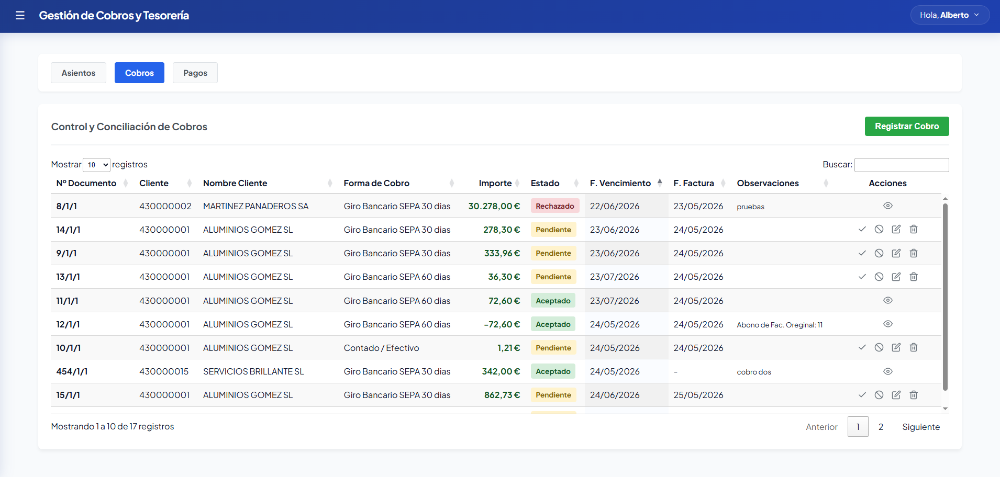 ☰ Gestión de Cobros y Tesorería Hola, Alberto
Asientos Cobros Pagos
Control y Conciliación de Cobros Registrar Cobro
Mostrar 10 registros Buscar:
Nº Documento Cliente Nombre Cliente Forma de Cobro Importe Estado F. Vencimiento F. Factura Observaciones Acciones
8/1/1 430000002 MARTINEZ PANADEROS SA Giro Bancario SEPA 30 dias 30.278,00 € Rechazado 22/06/2026 23/05/2026 pruebas
14/1/1 430000001 ALUMINIOS GOMEZ SL Giro Bancario SEPA 30 dias 278,30 € Pendiente 23/06/2026 24/05/2026
9/1/1 430000001 ALUMINIOS GOMEZ SL Giro Bancario SEPA 30 dias 333,96 € Pendiente 23/06/2026 24/05/2026
13/1/1 430000001 ALUMINIOS GOMEZ SL Giro Bancario SEPA 60 dias 36,30 € Pendiente 23/07/2026 24/05/2026
11/1/1 430000001 ALUMINIOS GOMEZ SL Giro Bancario SEPA 60 dias 72,60 € Aceptado 23/07/2026 24/05/2026
12/1/1 430000001 ALUMINIOS GOMEZ SL Giro Bancario SEPA 60 dias -72,60 € Aceptado 24/05/2026 24/05/2026 Abono de Fac. Oreginal: 11
10/1/1 430000001 ALUMINIOS GOMEZ SL Contado / Efectivo 1,21 € Pendiente 24/05/2026 24/05/2026
454/1/1 430000015 SERVICIOS BRILLANTE SL Giro Bancario SEPA 30 dias 342,00 € Aceptado 24/05/2026 - cobro dos
15/1/1 430000001 ALUMINIOS GOMEZ SL Giro Bancario SEPA 30 dias 862,73 € Pendiente 24/06/2026 25/05/2026
Mostrando 1 a 10 de 17 registros Anterior 1 2 Siguiente